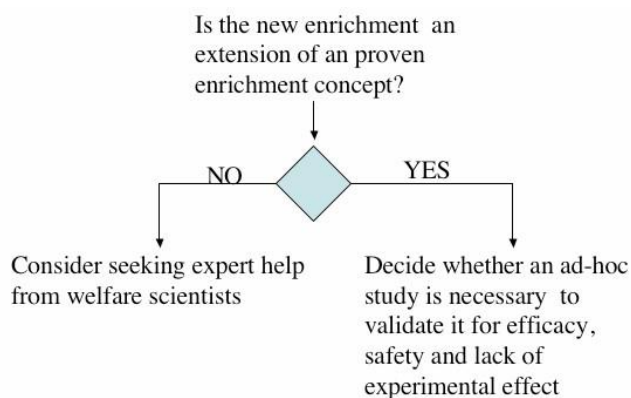 Is the new enrichment an
extension of an proven
enrichment concept?
NO
YES
Consider seeking expert help
from welfare scientists
Decide whether an ad-hoc
study is necessary to
validate it for efficacy,
safety and lack of
experimental effect